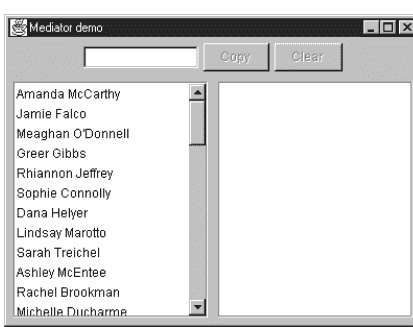 Mediator demo
Copy Clear
Amanda McCarthy
Jamie Falco
Meaghan O'Donnell
Greer Gibbs
Rhiannon Jeffrey
Sophie Connolly
Dana Helyer
Lindsay Marotto
Sarah Treichel
Ashley McEntee
Rachel Brookman
Michelle Ducharme